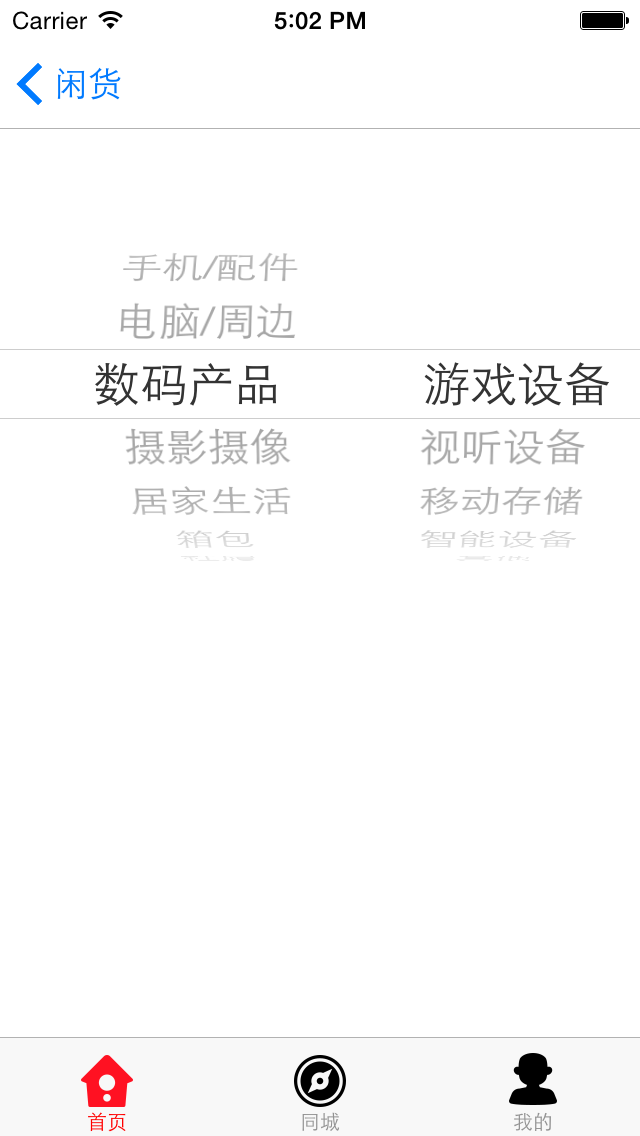 Carrier 5:02 PM
闲货
手机/配件
电脑/周边
数码产品 游戏设备
摄影摄像 视听设备
居家生活 移动存储
箱包 智能设备
首页 同城 我的